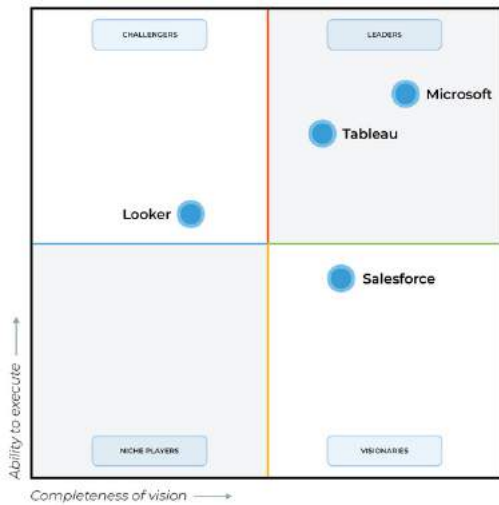 CHALLENGERS
LEADERS
Microsoft
Tableau
Looker
Salesforce
NICHE PLAYERS
VISIONARIES
Ability to execute
Completeness of vision